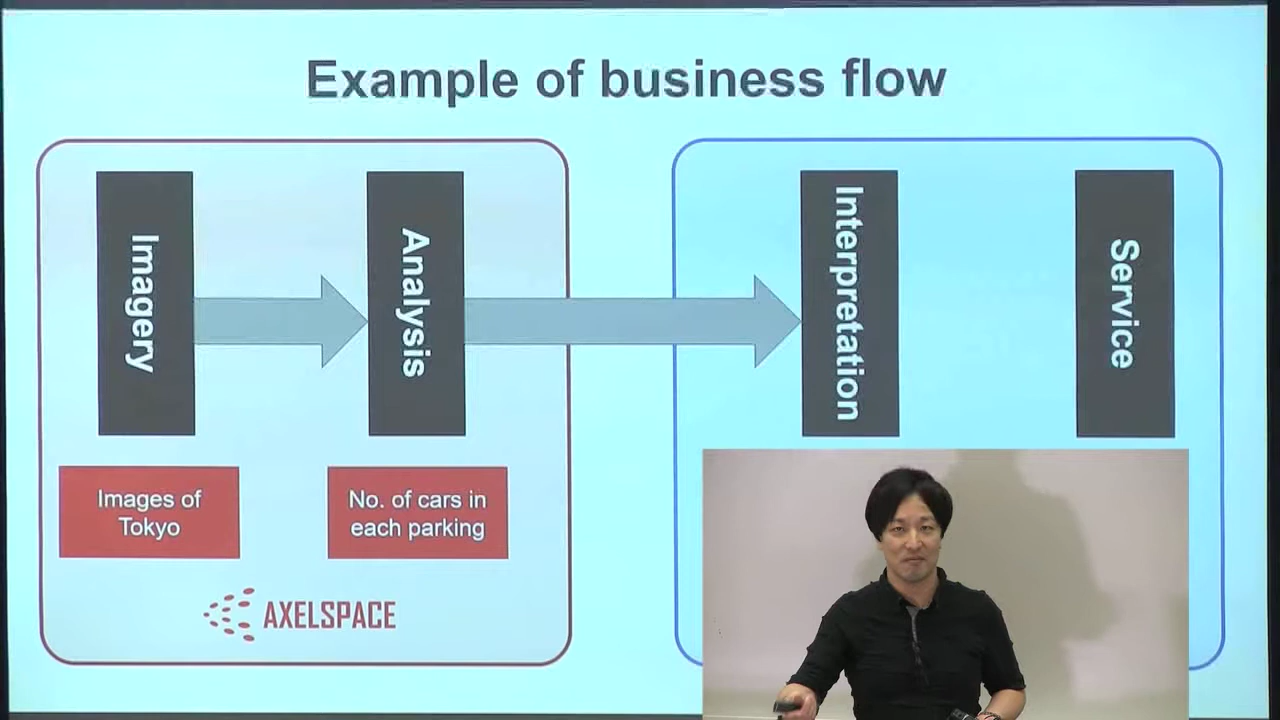 Example of business flow
Imagery
Analysis
Interpretation
Service
Images of
Tokyo
No. of cars in
each parking
AXELSPACE